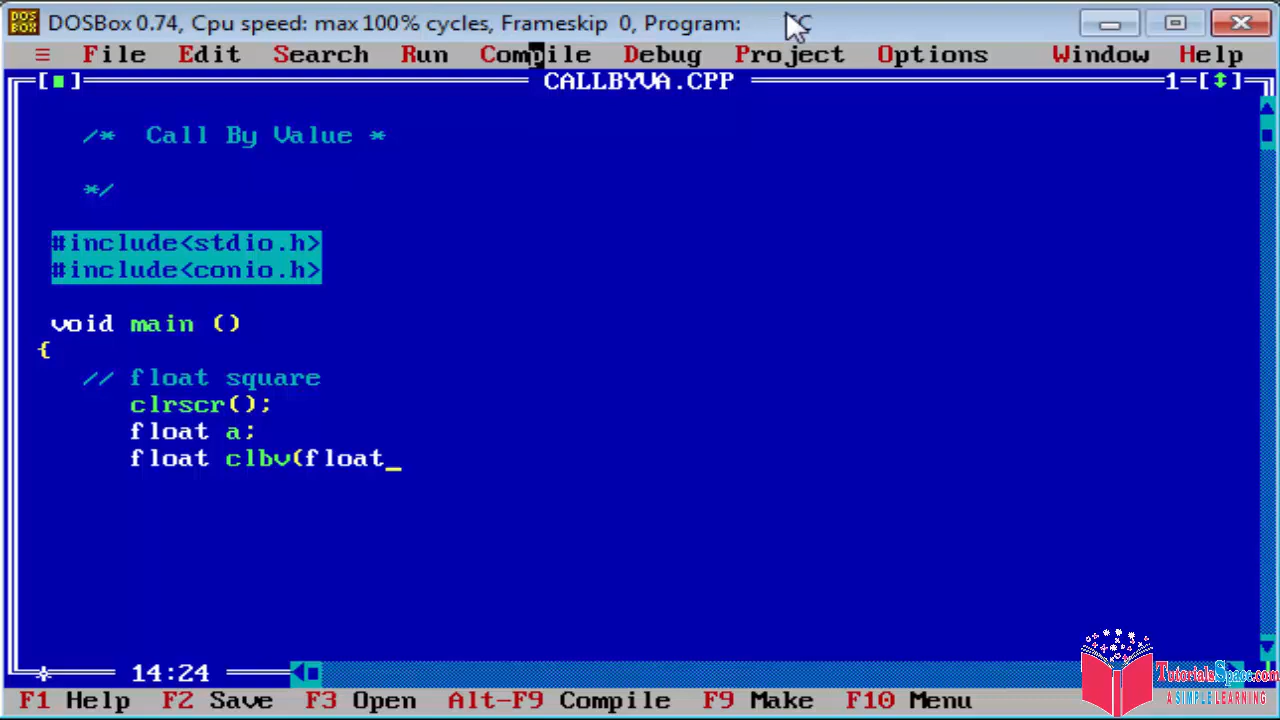 DOSBox 0.74, Cpu speed: max 100% cycles, Frameskip 0, Program: TC
≡ File Edit Search Run Compile Debug Project Options Window Help
[■] CALLBYVA.CPP 1=[↕]
/* Call By Value *
*/
#include<stdio.h>
#include<conio.h>
void main ()
{
// float square
clrscr();
float a;
float clbv(float_
14:24
F1 Help F2 Save F3 Open Alt-F9 Compile F9 Make F10 Menu
TutorialsSpace.com
A SIMPLE LEARNING